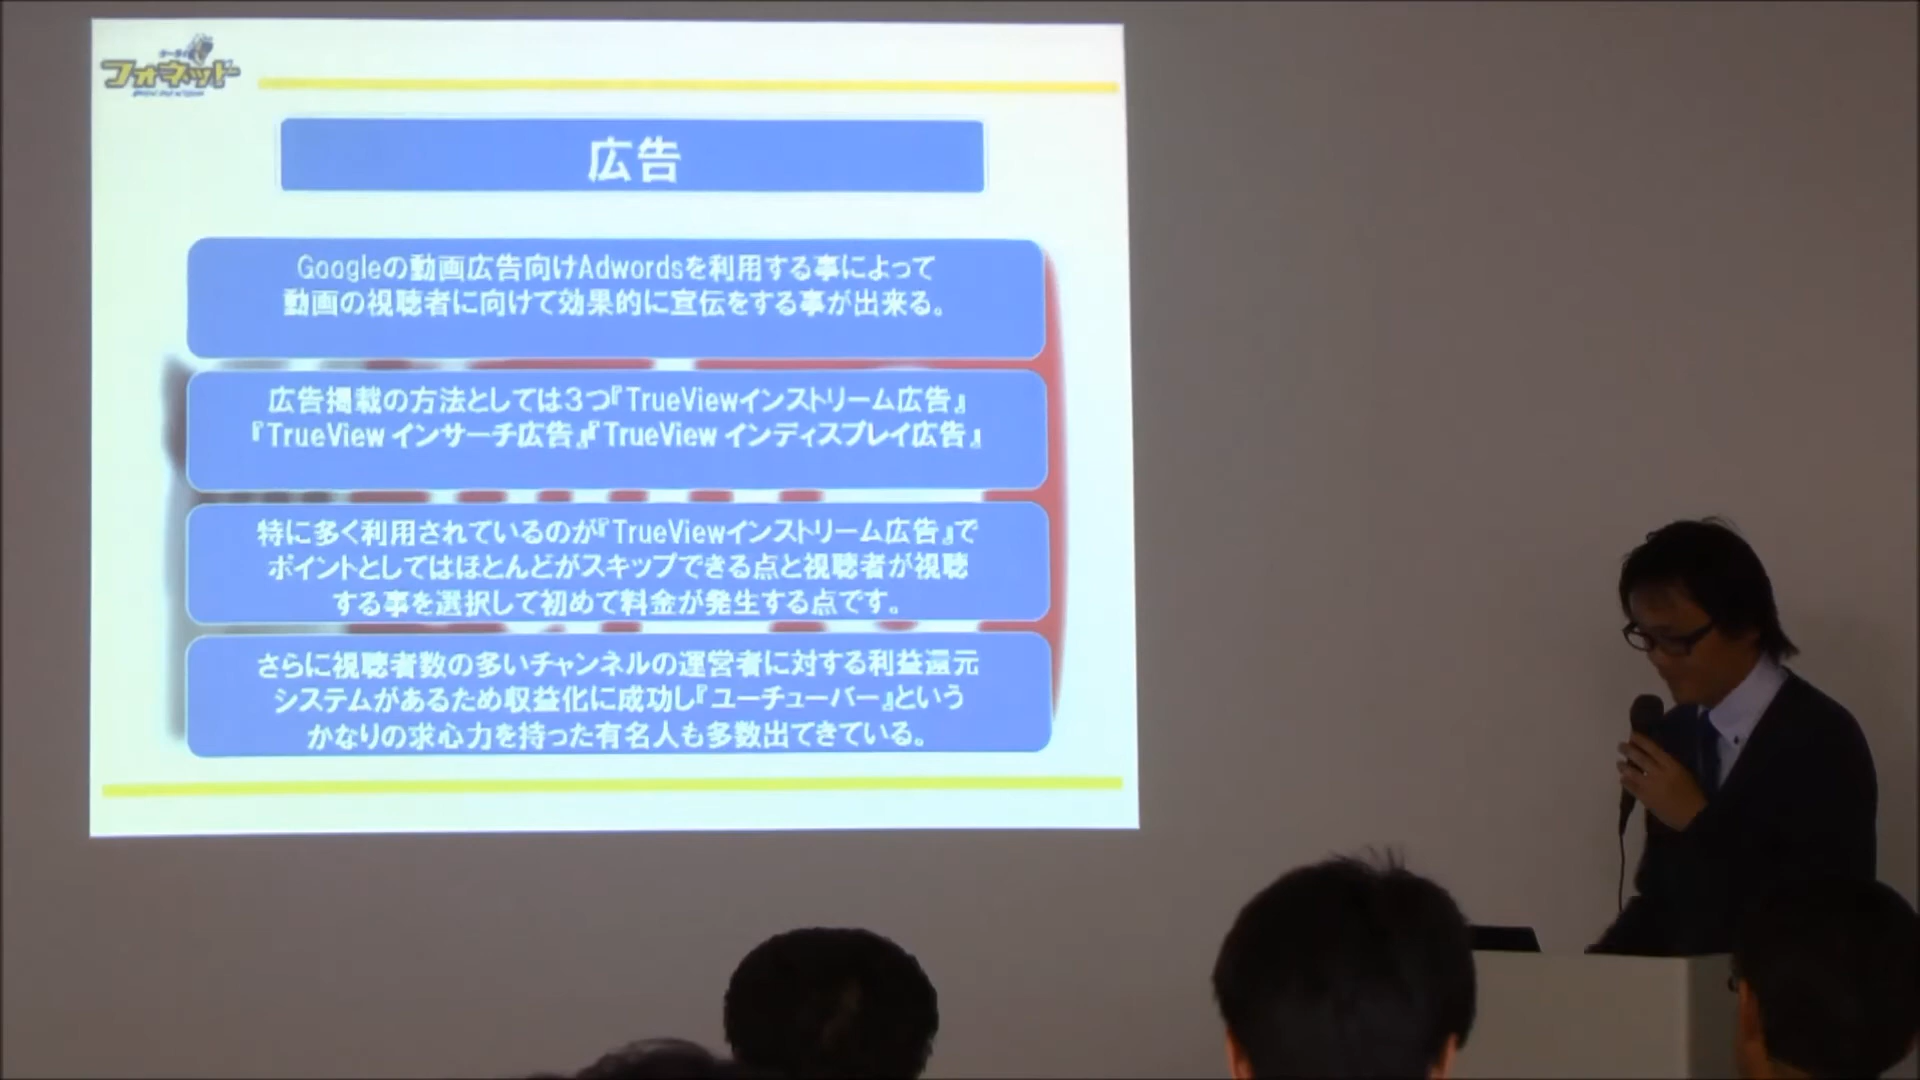 フォネット
広告
Googleの動画広告向けAdwordsを利用する事によって
動画の視聴者に向けて効果的に宣伝をする事が出来る。
広告掲載の方法としては３つ『TrueViewインストリーム広告』
『TrueView インサーチ広告』『TrueView インディスプレイ広告』
特に多く利用されているのが『TrueViewインストリーム広告』で
ポイントとしてはほとんどがスキップできる点と視聴者が視聴
する事を選択して初めて料金が発生する点です。
さらに視聴者数の多いチャンネルの運営者に対する利益還元
システムがあるため収益化に成功し『ユーチューバー』という
かなりの求心力を持った有名人も多数出てきている。